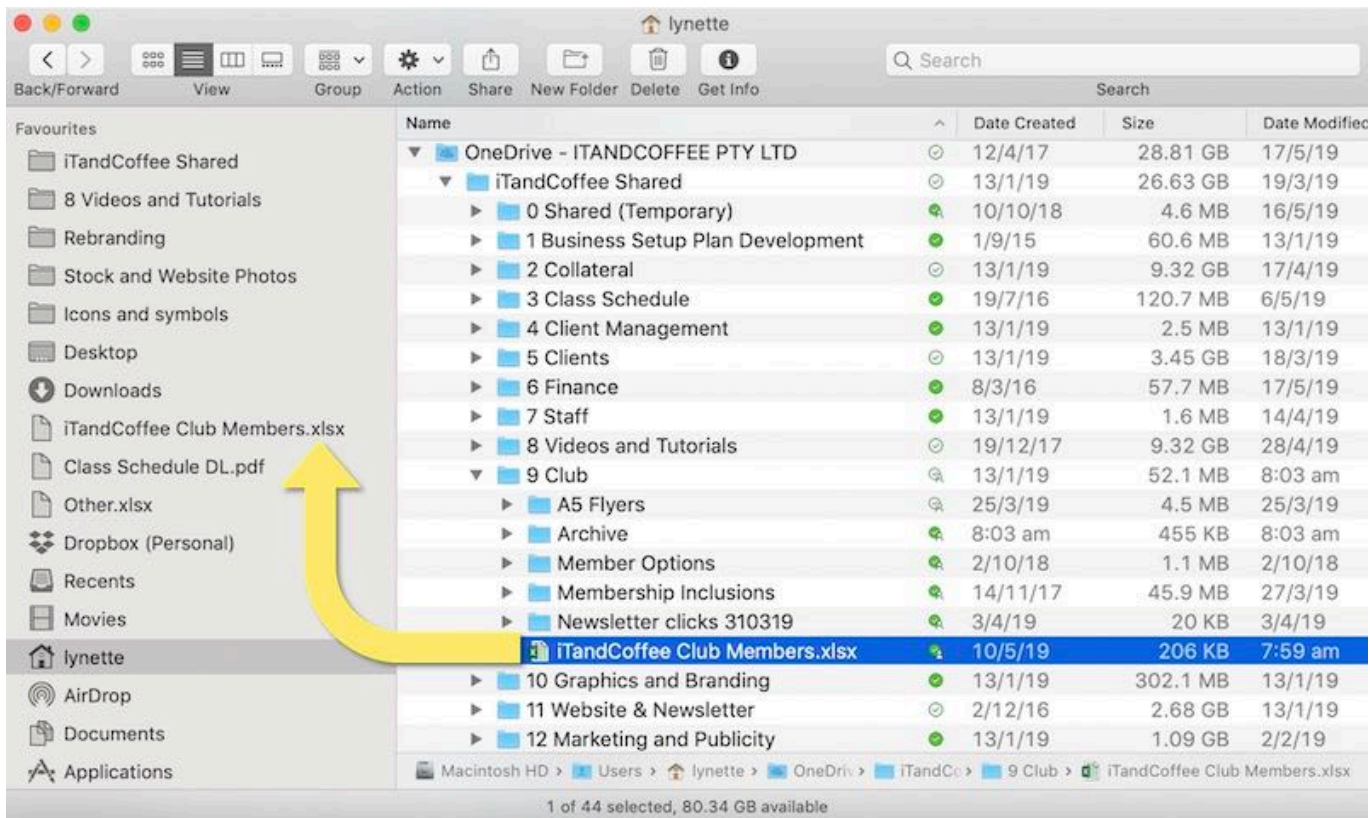 lynette
Back/Forward View Group Action Share New Folder Delete Get Info Search
Search
Favourites
iTandCoffee Shared
8 Videos and Tutorials
Rebranding
Stock and Website Photos
Icons and symbols
Desktop
Downloads
iTandCoffee Club Members.xlsx
Class Schedule DL.pdf
Other.xlsx
Dropbox (Personal)
Recents
Movies
lynette
AirDrop
Documents
Applications
Name Date Created Size Date Modified
OneDrive - ITANDCOFFEE PTY LTD 12/4/17 28.81 GB 17/5/19
iTandCoffee Shared 13/1/19 26.63 GB 19/3/19
0 Shared (Temporary) 10/10/18 4.6 MB 16/5/19
1 Business Setup Plan Development 1/9/15 60.6 MB 13/1/19
2 Collateral 13/1/19 9.32 GB 17/4/19
3 Class Schedule 19/7/16 120.7 MB 6/5/19
4 Client Management 13/1/19 2.5 MB 13/1/19
5 Clients 13/1/19 3.45 GB 18/3/19
6 Finance 8/3/16 57.7 MB 17/5/19
7 Staff 13/1/19 1.6 MB 14/4/19
8 Videos and Tutorials 19/12/17 9.32 GB 28/4/19
9 Club 13/1/19 52.1 MB 8:03 am
A5 Flyers 25/3/19 4.5 MB 25/3/19
Archive 8:03 am 455 KB 8:03 am
Member Options 2/10/18 1.1 MB 2/10/18
Membership Inclusions 14/11/17 45.9 MB 27/3/19
Newsletter clicks 310319 3/4/19 20 KB 3/4/19
iTandCoffee Club Members.xlsx 10/5/19 206 KB 7:59 am
10 Graphics and Branding 13/1/19 302.1 MB 13/1/19
11 Website & Newsletter 2/12/16 2.68 GB 13/1/19
12 Marketing and Publicity 13/1/19 1.09 GB 2/2/19
Macintosh HD › Users › lynette › OneDriv › iTandCo › 9 Club › iTandCoffee Club Members.xlsx
1 of 44 selected, 80.34 GB available